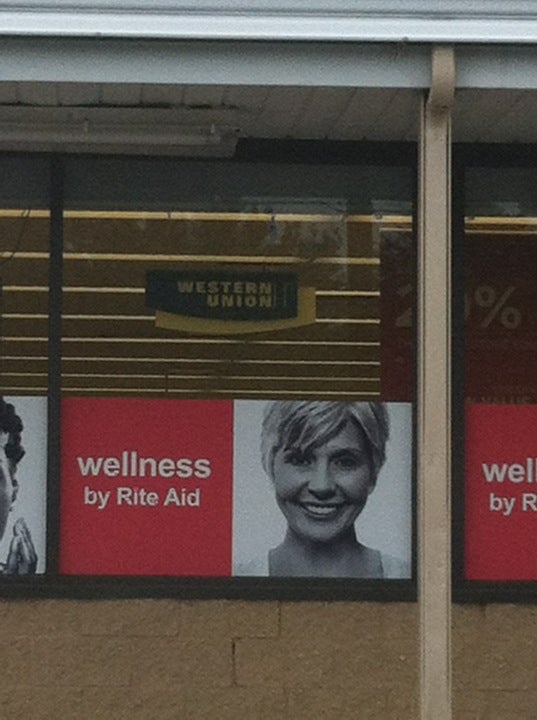 WESTERN
UNION
%
wellness
by Rite Aid
well
by R